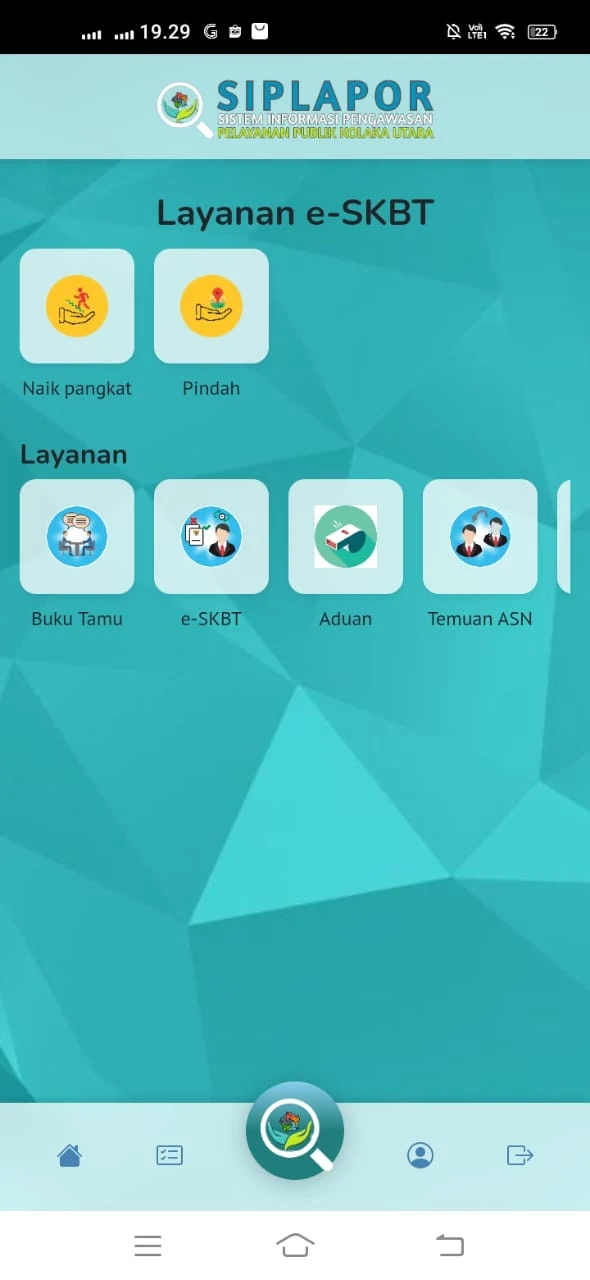 19.29
VoU
LTE1
22
SIPLAPOR
SISTEM INFORMASI PENGAWASAN
PELAYANAN PUBLIK KOLAKA UTARA
Layanan e-SKBT
Naik pangkat
Pindah
Layanan
Buku Tamu
e-SKBT
Aduan
Temuan ASN